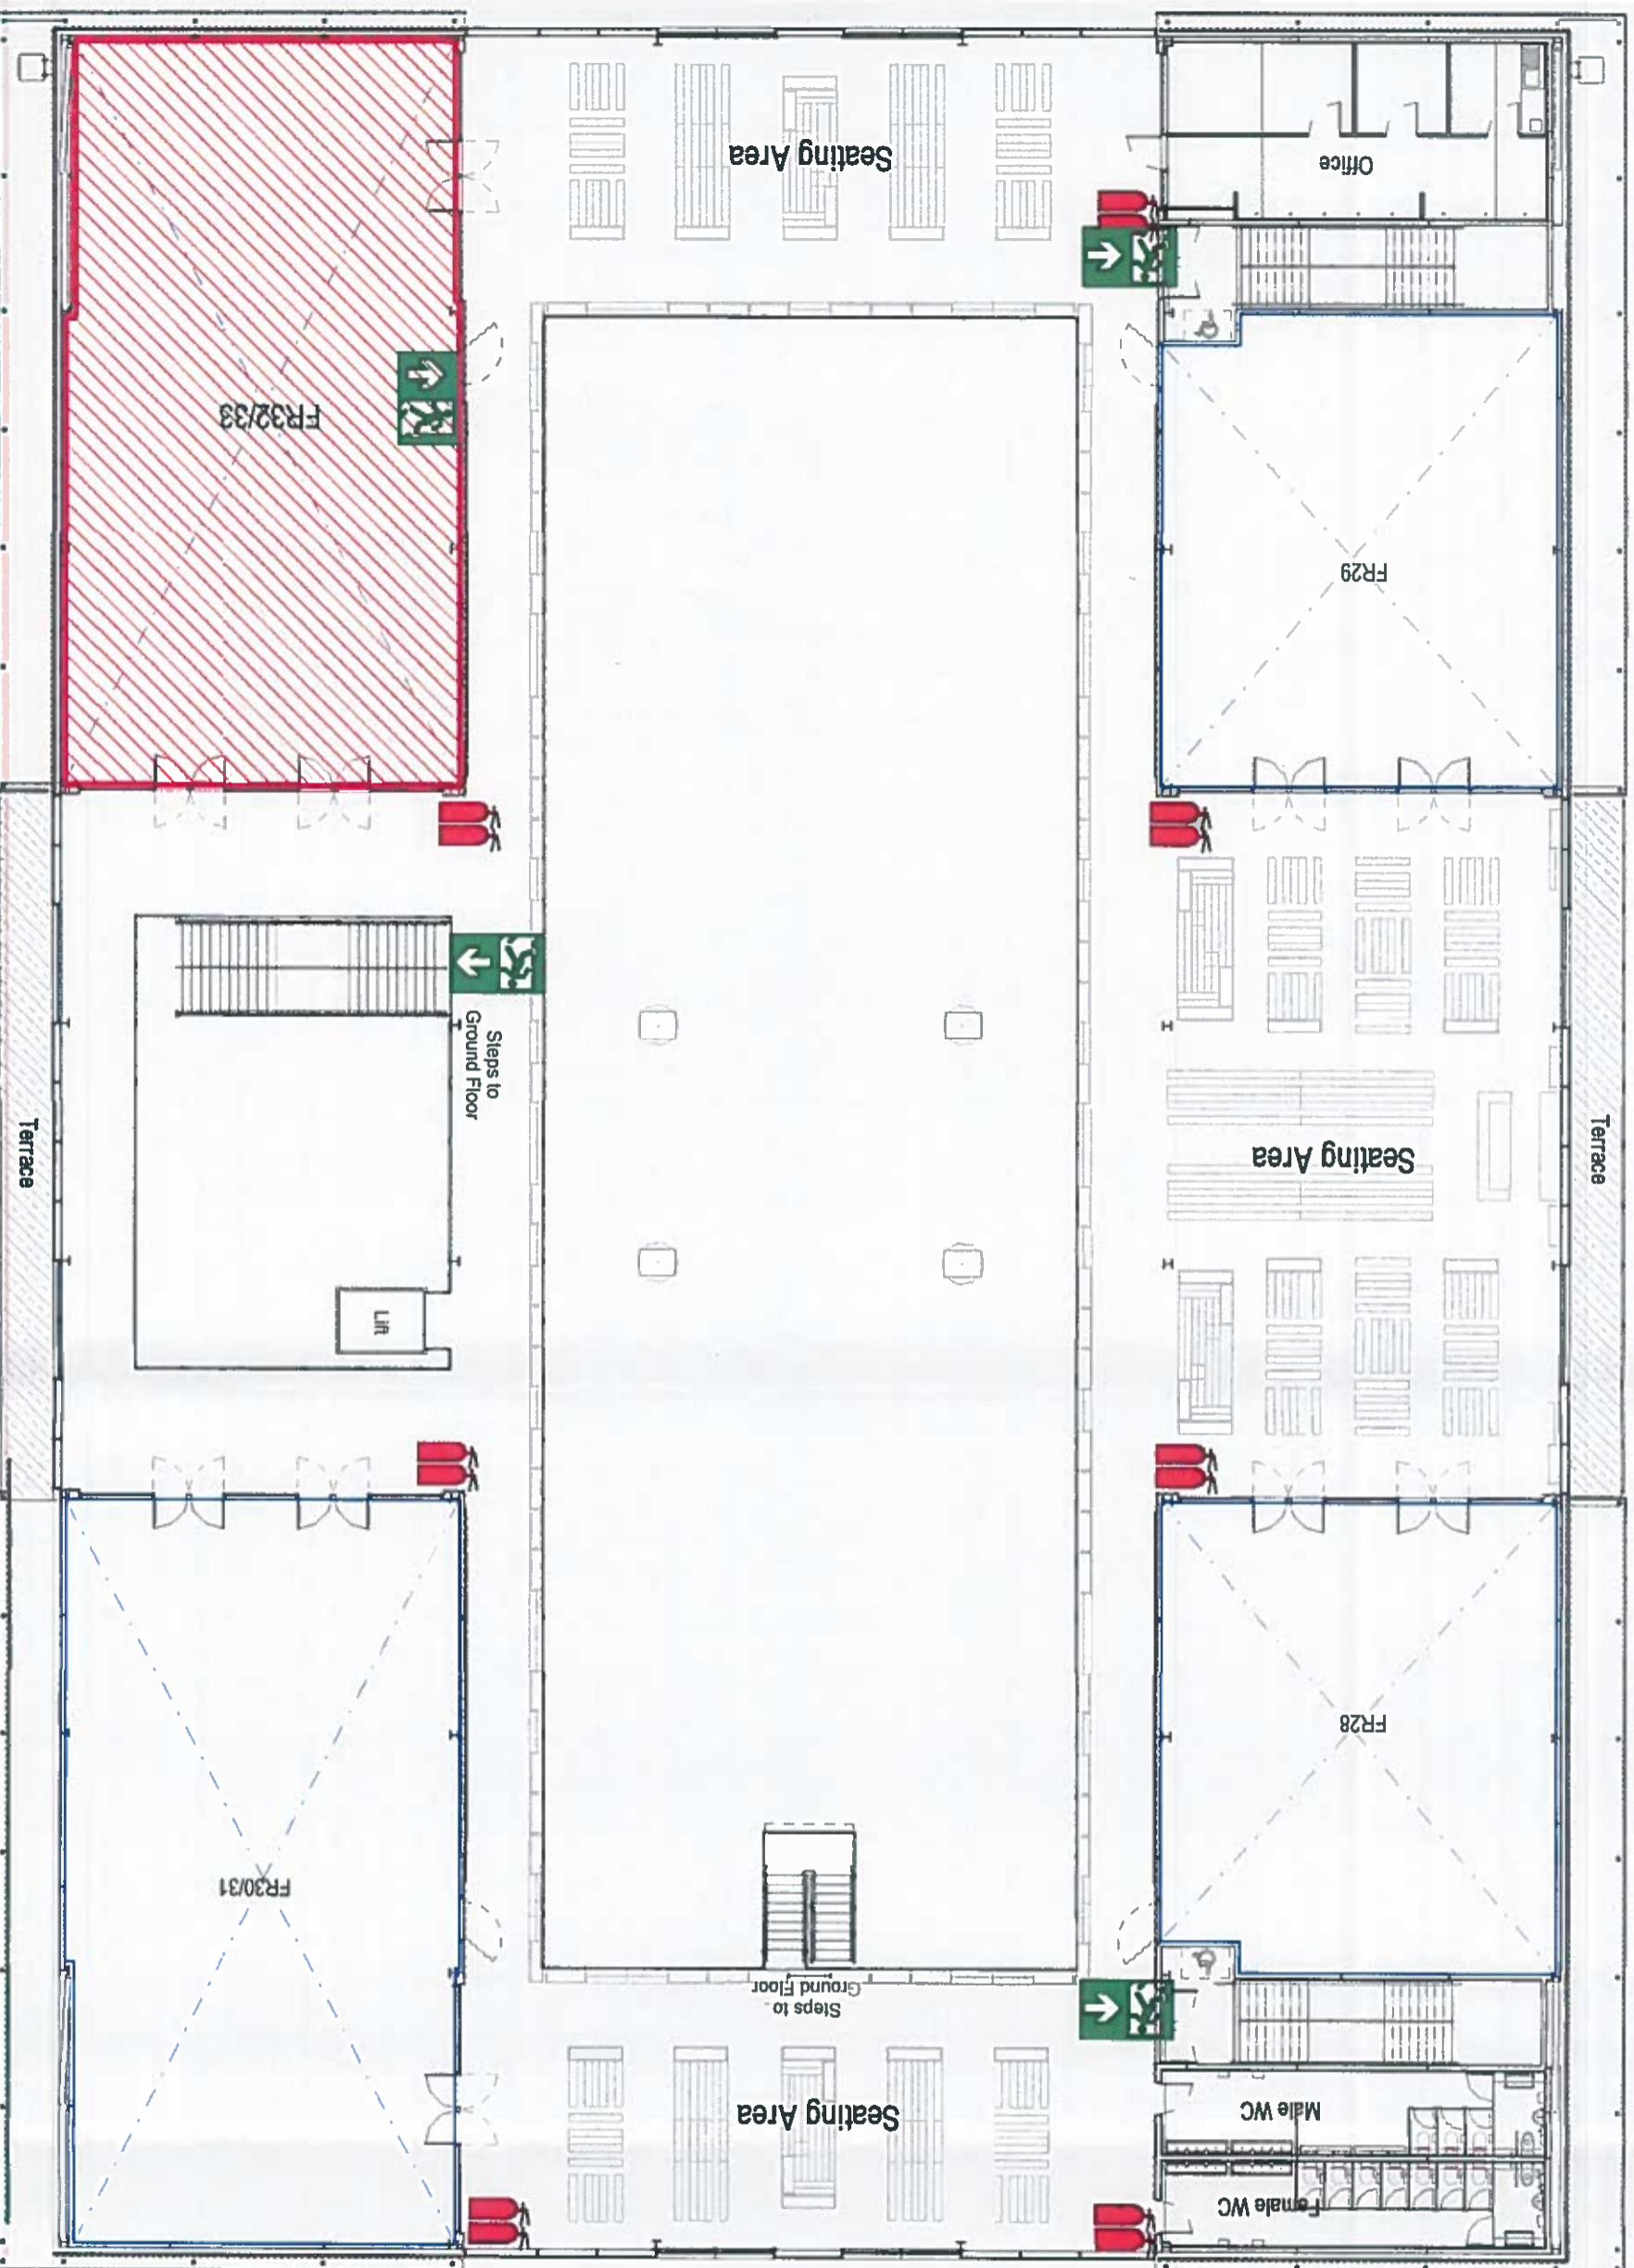 Female WC
Male WC
Seating Area
Steps to
Ground Floor
FR30/31
FR28
Lift
Terrace
Seating Area
Terrace
Steps to
Ground Floor
FR29
FR32/33
Office
Seating Area